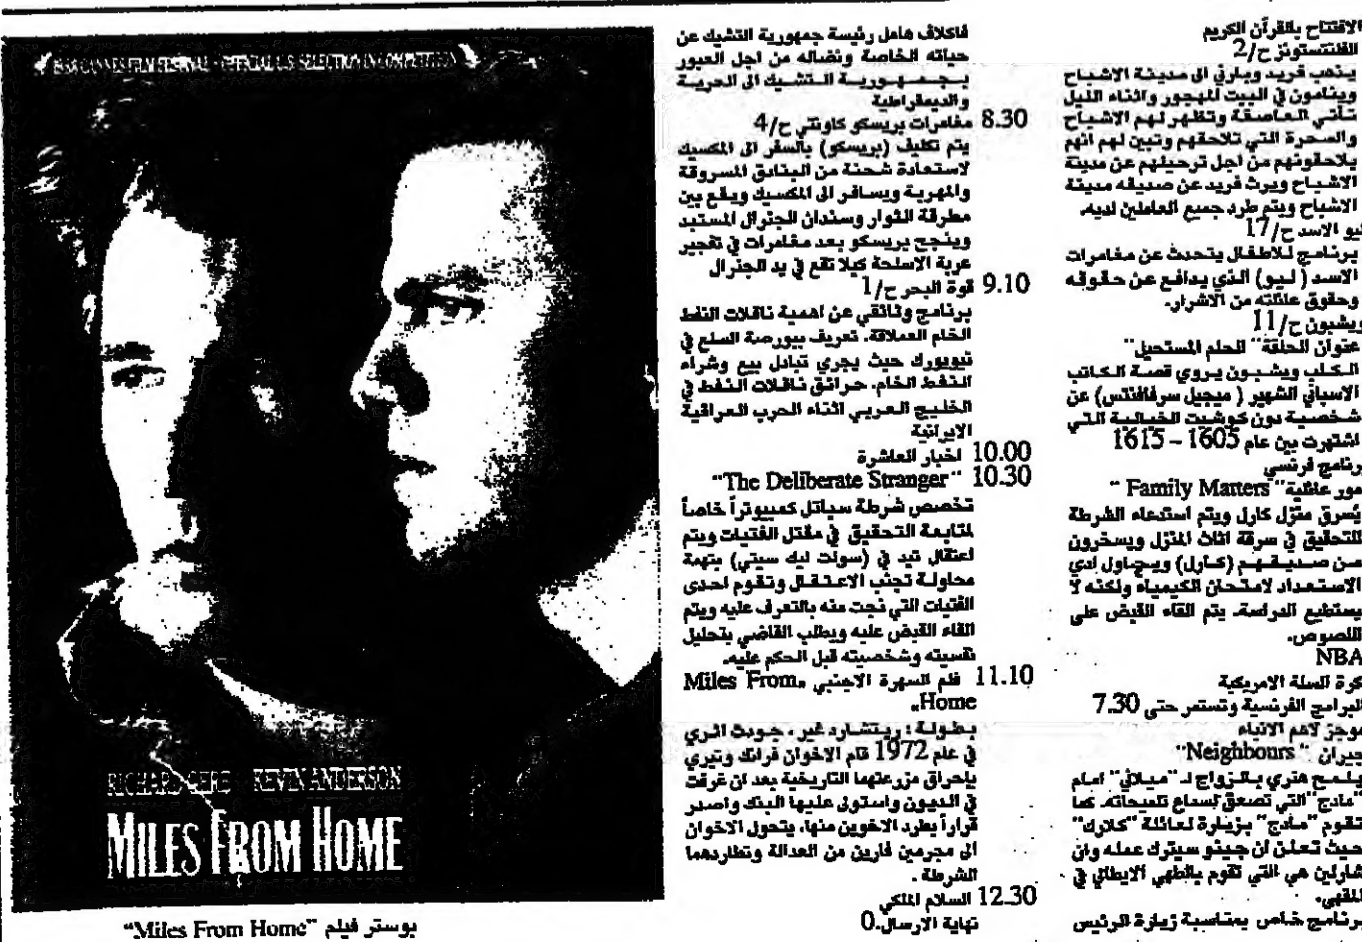 الافتتاح بالقرآن الكريم
الفلنتستونز ح/2
يذهب فريد وبارني الى مدينة الاشباح
وينامون في البيت المهجور واثناء الليل
تأتي العاصفة وتظهر لهم الاشباح
والسحرة التي تلاحقهم وتبين لهم انهم
يلاحقونهم من اجل ترحيلهم عن مدينة
الاشباح ويرث فريد عن صديقه مدينة
الاشباح ويتم طرد جميع العاملين لديه.
ليو الاسد ح/17
برنامج للاطفال يتحدث عن مغامرات
الاسد (ليو) الذي يدافع عن حقوقه
وحقوق عائلته من الاشرار.
ويشبون ح/11
عنوان الحلقة "الحلم المستحيل"
الكلب ويشبون يروي قصة الكاتب
الاسباني الشهير (ميجيل سرفانتس) عن
شخصية دون كوشيت الخيالية التي
اشتهرت بين عام 1605 - 1615
برنامج فرنسي
مور عائلية "Family Matters"
يُسرق منزل كارل ويتم استدعاء الشرطة
للتحقيق في سرقة اثاث المنزل ويسخرون
من صديقهم (كارل) ويحاول ادي
الاستعداد لامتحان الكيمياء ولكنه لا
يستطيع الدراسة. يتم القاء القبض على
اللصوص.
NBA
كرة السلة الامريكية
البرامج الفرنسية وتستمر حتى 7.30
موجز لاهم الانباء
جيران "Neighbours"
يلمح هنري بالزواج لـ "ميلاني" امام
"مادج" التي تصعق لسماع تلميحاته. كما
تقوم "مادج" بزيارة لعائلة "كلارك"
حيث تعلن ان جينو سيترك عمله وان
شارلين هي التي تقوم بالطهي الايطالي في
المقهى.
برنامج خاص بمناسبة زيارة الرئيس
فاكلاف هافل رئيسة جمهورية التشيك عن
حياته الخاصة ونضاله من اجل العبور
بجمهورية التشيك الى الحرية
والديمقراطية
8.30 مغامرات بريسكو كاونتي ح/4
يتم تكليف (بريسكو) بالسفر الى المكسيك
لاستعادة شحنة من البنادق المسروقة
والمهربة ويسافر الى المكسيك ويقع بين
مطرقة الثوار وسندان الجنرال المستبد
وينجح بريسكو بعد مغامرات في تفجير
عربة الاسلحة كيلا تقع في يد الجنرال
9.10 قوة البحر ح/1
برنامج وثائقي عن اهمية ناقلات النفط
الخام العملاقة. تعريف ببورصة السلع في
نيويورك حيث يجري تبادل بيع وشراء
النفط الخام. حرائق ناقلات النفط في
الخليج العربي اثناء الحرب العراقية
الايرانية
10.00 اخبار العاشرة
10.30 "The Deliberate Stranger"
تخصص شرطة سياتل كمبيوتراً خاصاً
لمتابعة التحقيق في مقتل الفتيات ويتم
اعتقال تيد في (سولت ليك سيتي) بتهمة
محاولة تجنب الاعتقال وتقوم احدى
الفتيات التي نجت منه بالتعرف عليه ويتم
القاء القبض عليه ويطلب القاضي بتحليل
نفسيته وشخصيته قبل الحكم عليه.
11.10 فلم السهرة الاجنبي «Miles From
Home»
بطولة: ريتشارد غير، جودث
في عام 1972 قام الاخوان فرانك وتيري
بإحراق مزرعتهما التاريخية بعد ان غرقت
في الديون واستولى عليها البنك واصدر
قراراً بطرد الاخوين منها. يتحول الاخوان
الى مجرمين فارين من العدالة وتطاردهما
الشرطة.
12.30 السلام الملكي
نهاية الارسال.0
RICHARD GERE KEVIN ANDERSON
MILES FROM HOME
بوستر فيلم "Miles From Home"